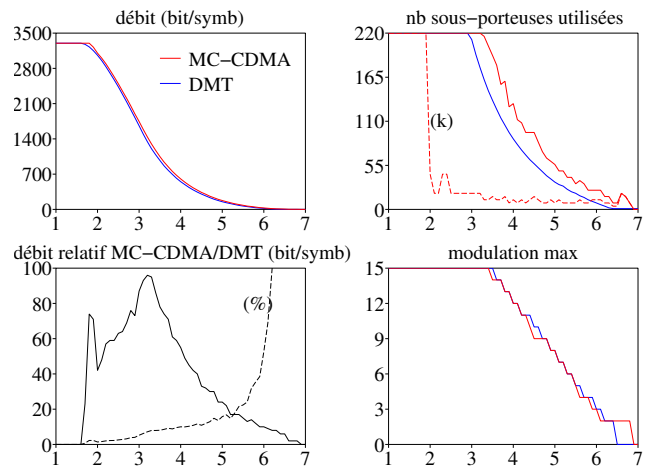 débit (bit/symb)
3500
2800
2100
1400
700
0
MC−CDMA
DMT
1 2 3 4 5 6 7
nb sous−porteuses utilisées
220
165
110
55
0
(k)
1 2 3 4 5 6 7
débit relatif MC−CDMA/DMT (bit/symb)
100
80
60
40
20
0
(%)
1 2 3 4 5 6 7
modulation max
15
12
9
6
3
0
1 2 3 4 5 6 7